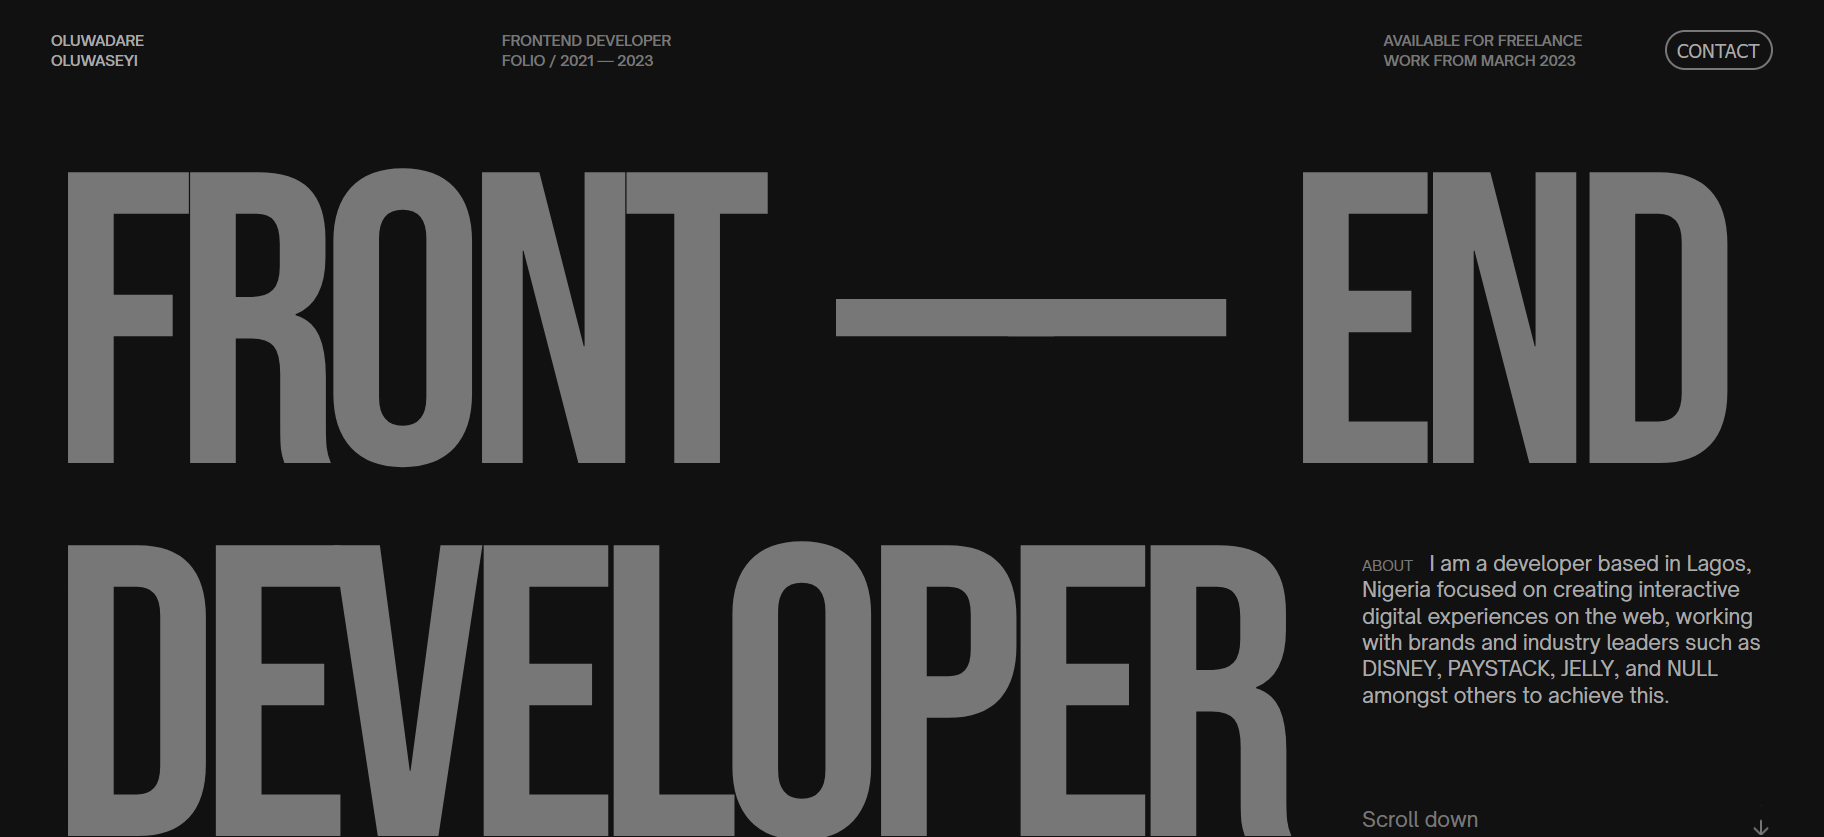 OLUWADARE
OLUWASEYI
FRONTEND DEVELOPER
FOLIO / 2021 — 2023
AVAILABLE FOR FREELANCE
WORK FROM MARCH 2023
CONTACT
FRONT — END
DEVELOPER
ABOUT I am a developer based in Lagos,
Nigeria focused on creating interactive
digital experiences on the web, working
with brands and industry leaders such as
DISNEY, PAYSTACK, JELLY, and NULL
amongst others to achieve this.
Scroll down